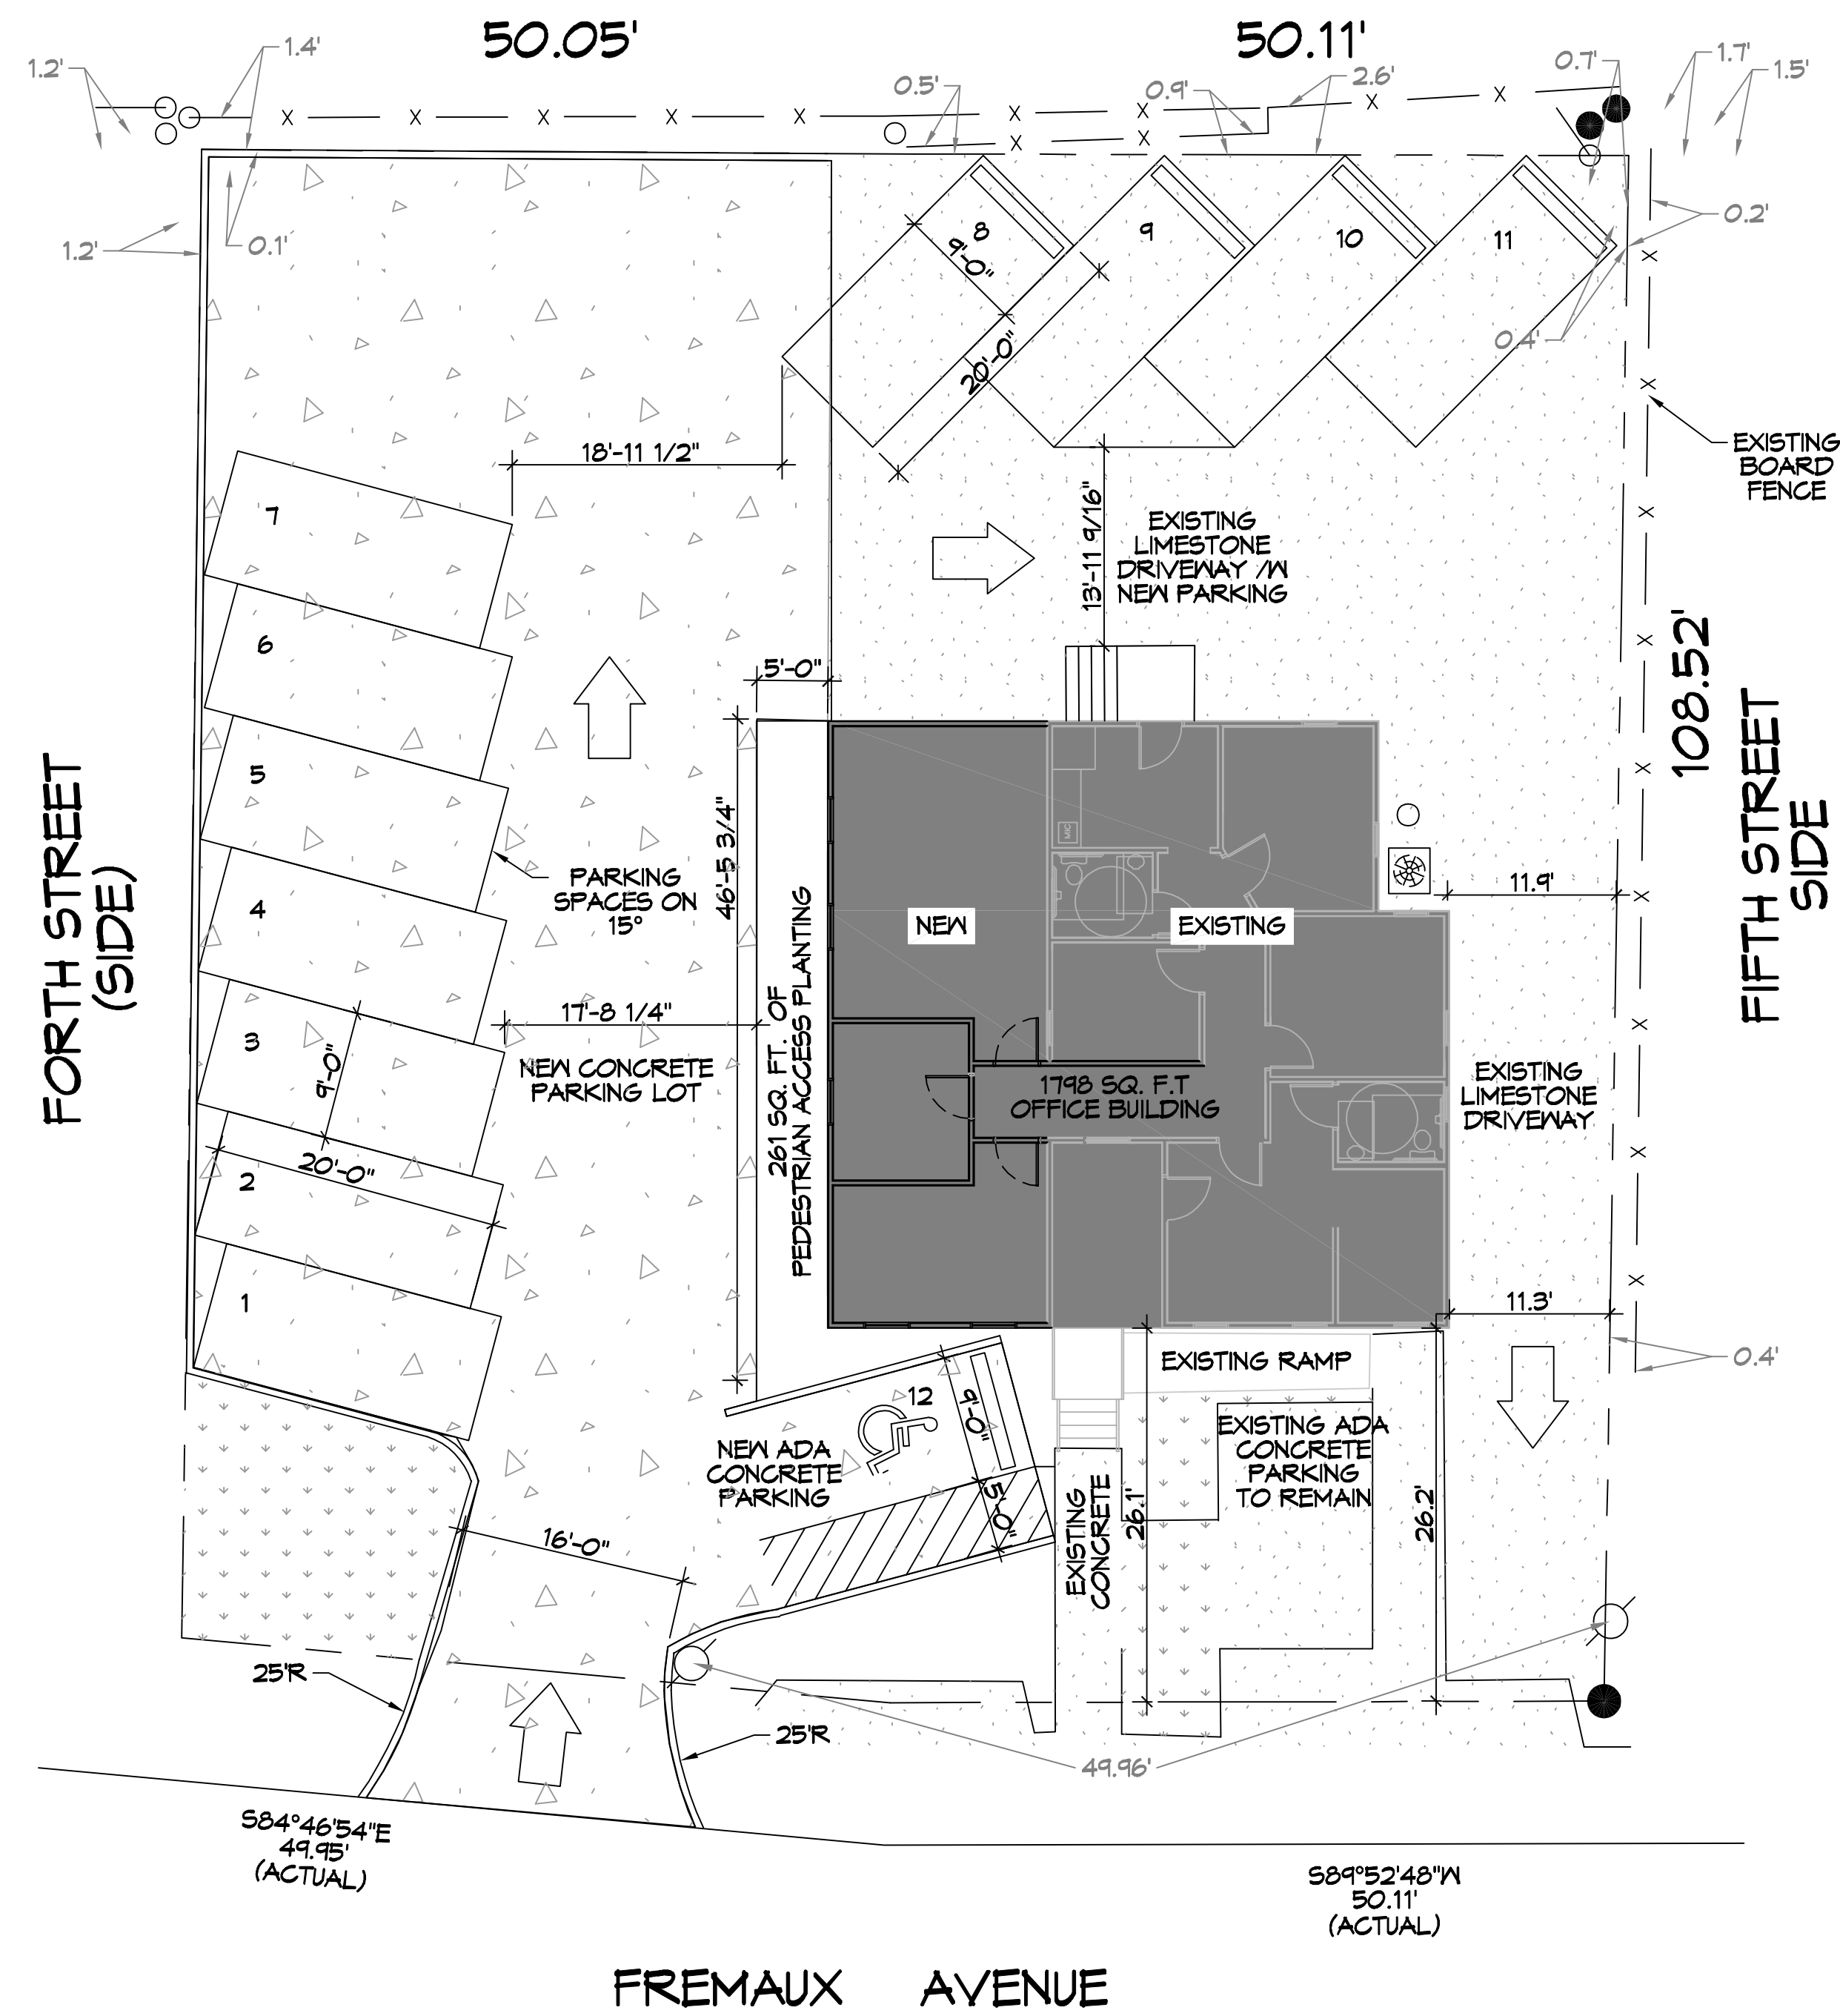 50.05'
50.11'
1.2'
1.4'
0.5'
0.9'
2.6'
0.7'
1.7'
1.5'
1.2'
0.1'
0.2'
0.4'
8
9
10
11
9'-0"
20'-0"
EXISTING
BOARD
FENCE
18'-11 1/2"
13'-11 9/16"
EXISTING
LIMESTONE
DRIVEWAY /W
NEW PARKING
7
6
5
4
3
2
1
5'-0"
108.52'
FORTH STREET
(SIDE)
FIFTH STREET
SIDE
46'-5 3/4"
PARKING
SPACES ON
15°
MIC
NEW
EXISTING
11.9'
17'-8 1/4"
9'-0"
20'-0"
NEW CONCRETE
PARKING LOT
261 SQ. FT. OF
PEDESTRIAN ACCESS PLANTING
1798 SQ. F.T
OFFICE BUILDING
EXISTING
LIMESTONE
DRIVEWAY
11.3'
0.4'
EXISTING RAMP
12
9'-0"
5'-0"
NEW ADA
CONCRETE
PARKING
EXISTING ADA
CONCRETE
PARKING
TO REMAIN
EXISTING
CONCRETE
26.1'
26.2'
16'-0"
25'R
25'R
49.96'
S84°46'54"E
49.95'
(ACTUAL)
S89°52'48"W
50.11'
(ACTUAL)
FREMAUX AVENUE